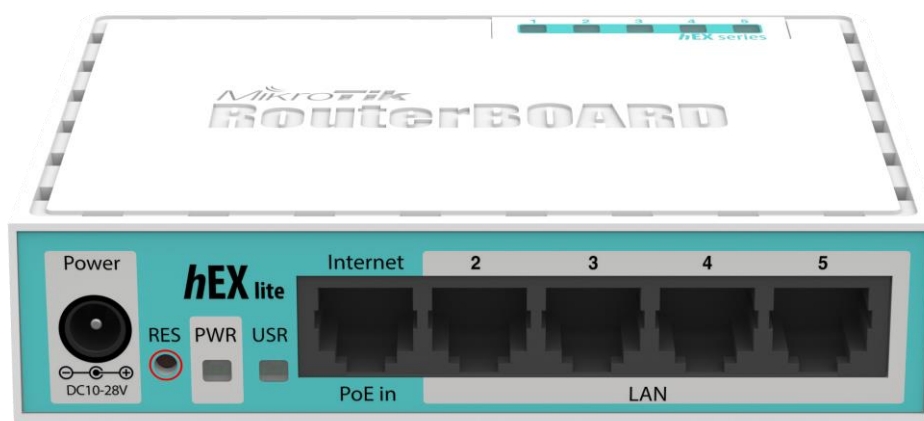 1 2 3 4 5
hEX series
MikroTik
RouterBOARD
Power
hEX lite
Internet 2 3 4 5
RES PWR USR
DC10-28V
PoE in LAN